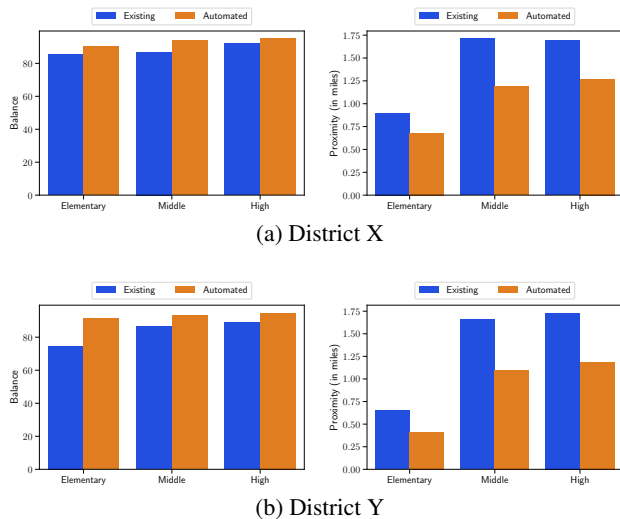 Existing Automated
Balance
80
60
40
20
0
Elementary Middle High
Existing Automated
Proximity (in miles)
1.75
1.50
1.25
1.00
0.75
0.50
0.25
0.00
Elementary Middle High
(a) District X
Existing Automated
Balance
80
60
40
20
0
Elementary Middle High
Existing Automated
Proximity (in miles)
1.75
1.50
1.25
1.00
0.75
0.50
0.25
0.00
Elementary Middle High
(b) District Y